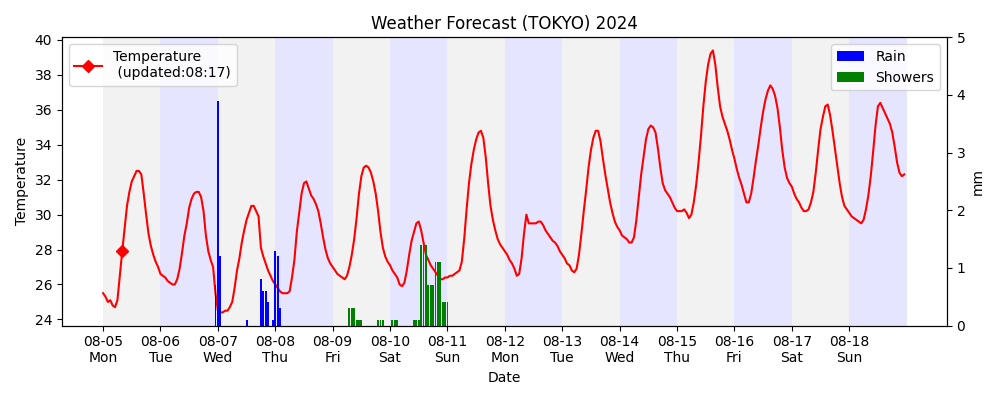 Weather Forecast (TOKYO) 2024
Temperature
(updated:08:17)
Rain
Showers
40
38
36
34
32
30
28
26
24
Temperature
5
4
3
2
1
0
mm
08-05 08-06 08-07 08-08 08-09 08-10 08-11 08-12 08-13 08-14 08-15 08-16 08-17 08-18
Mon Tue Wed Thu Fri Sat Sun Mon Tue Wed Thu Fri Sat Sun
Date